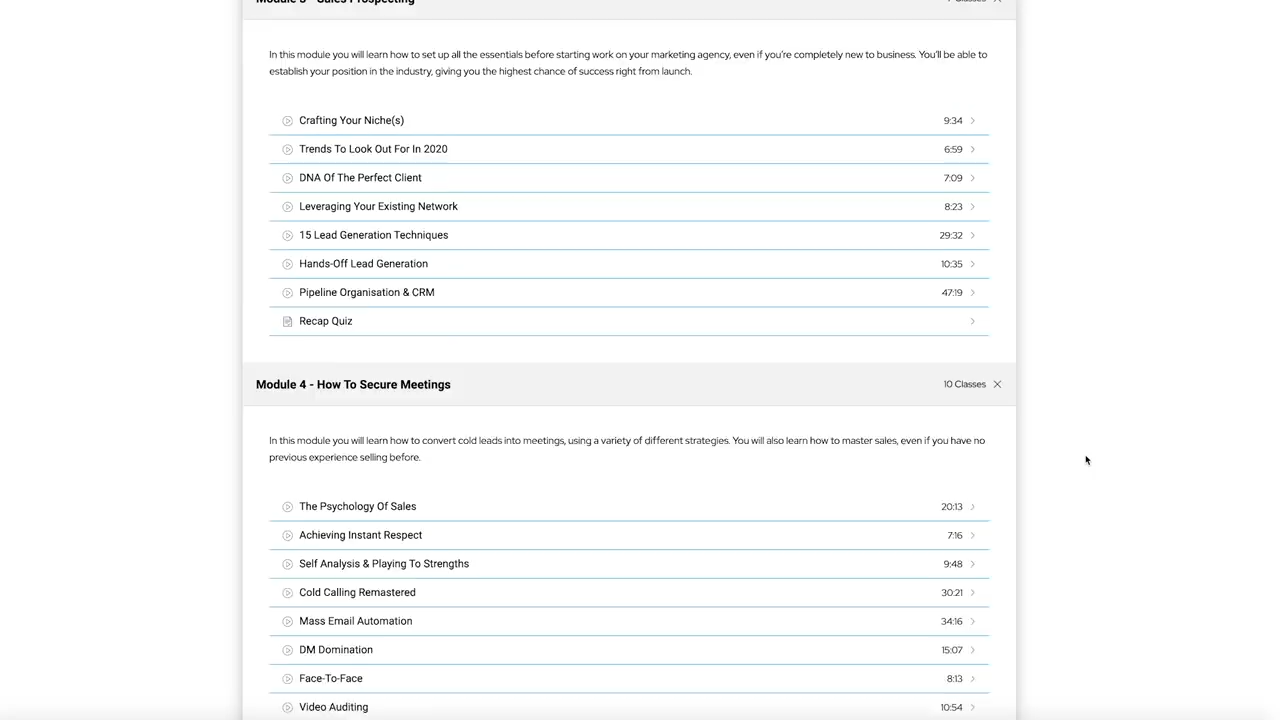 Module 3 - Sales Prospecting
Classes
In this module you will learn how to set up all the essentials before starting work on your marketing agency, even if you're completely new to business. You'll be able to
establish your position in the industry, giving you the highest chance of success right from launch.
Crafting Your Niche(s) 9:34
Trends To Look Out For In 2020 6:59
DNA Of The Perfect Client 7:09
Leveraging Your Existing Network 8:23
15 Lead Generation Techniques 29:32
Hands-Off Lead Generation 10:35
Pipeline Organisation & CRM 47:19
Recap Quiz
Module 4 - How To Secure Meetings 10 Classes
In this module you will learn how to convert cold leads into meetings, using a variety of different strategies. You will also learn how to master sales, even if you have no
previous experience selling before.
The Psychology Of Sales 20:13
Achieving Instant Respect 7:16
Self Analysis & Playing To Strengths 9:48
Cold Calling Remastered 30:21
Mass Email Automation 34:16
DM Domination 15:07
Face-To-Face 8:13
Video Auditing 10:54